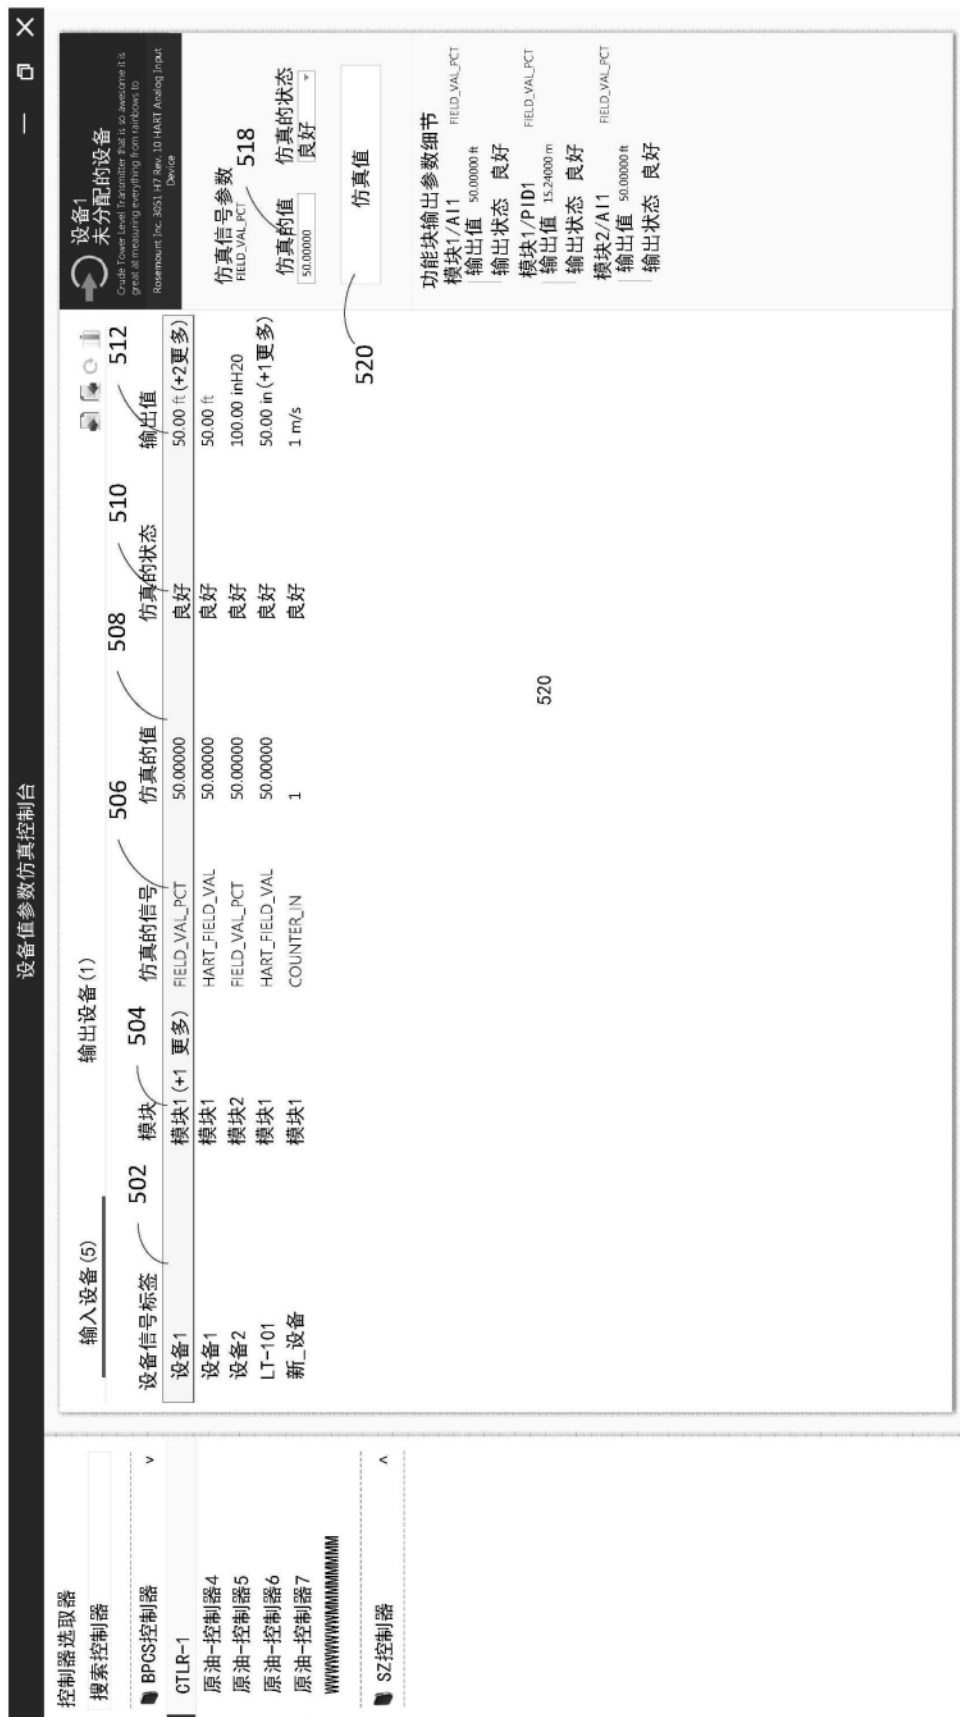 设备值参数仿真控制台
控制器选取器
搜索控制器
BPCS控制器
CTLR-1
原油-控制器4
原油-控制器5
原油-控制器6
原油-控制器7
SZ控制器
输入设备(5) 输出设备(1)
502 504 506 508 510 512
设备信号标签 模块 仿真的信号 仿真的值 仿真的状态 输出值
设备1 模块1(+1 更多) FIELD_VAL_PCT 50.00000 良好 50.00 ft(+2更多)
设备1 模块1 HART_FIELD_VAL 50.00000 良好 50.00 ft
设备2 模块2 FIELD_VAL_PCT 50.00000 良好 100.00 inH20
LT-101 模块1 HART_FIELD_VAL 50.00000 良好 50.00 in(+1更多)
新_设备 模块1 COUNTER_IN 1 良好 1 m/s
520
设备1
未分配的设备
Crude Tower Level Transmitter that is so awesome it is
great at measuring everything from rainbows to
Rosemount Inc. 3051 H7 Rev. 10 HART Analog Input
Device
仿真信号参数
FIELD_VAL_PCT
518
仿真的值 仿真的状态
50.00000 良好
仿真值
520
功能块输出参数细节
模块1/AI1 FIELD_VAL_PCT
输出值 50.00000 ft
输出状态 良好
模块1/PID1 FIELD_VAL_PCT
输出值 15.24000 m
输出状态 良好
模块2/AI1 FIELD_VAL_PCT
输出值 50.00000 ft
输出状态 良好